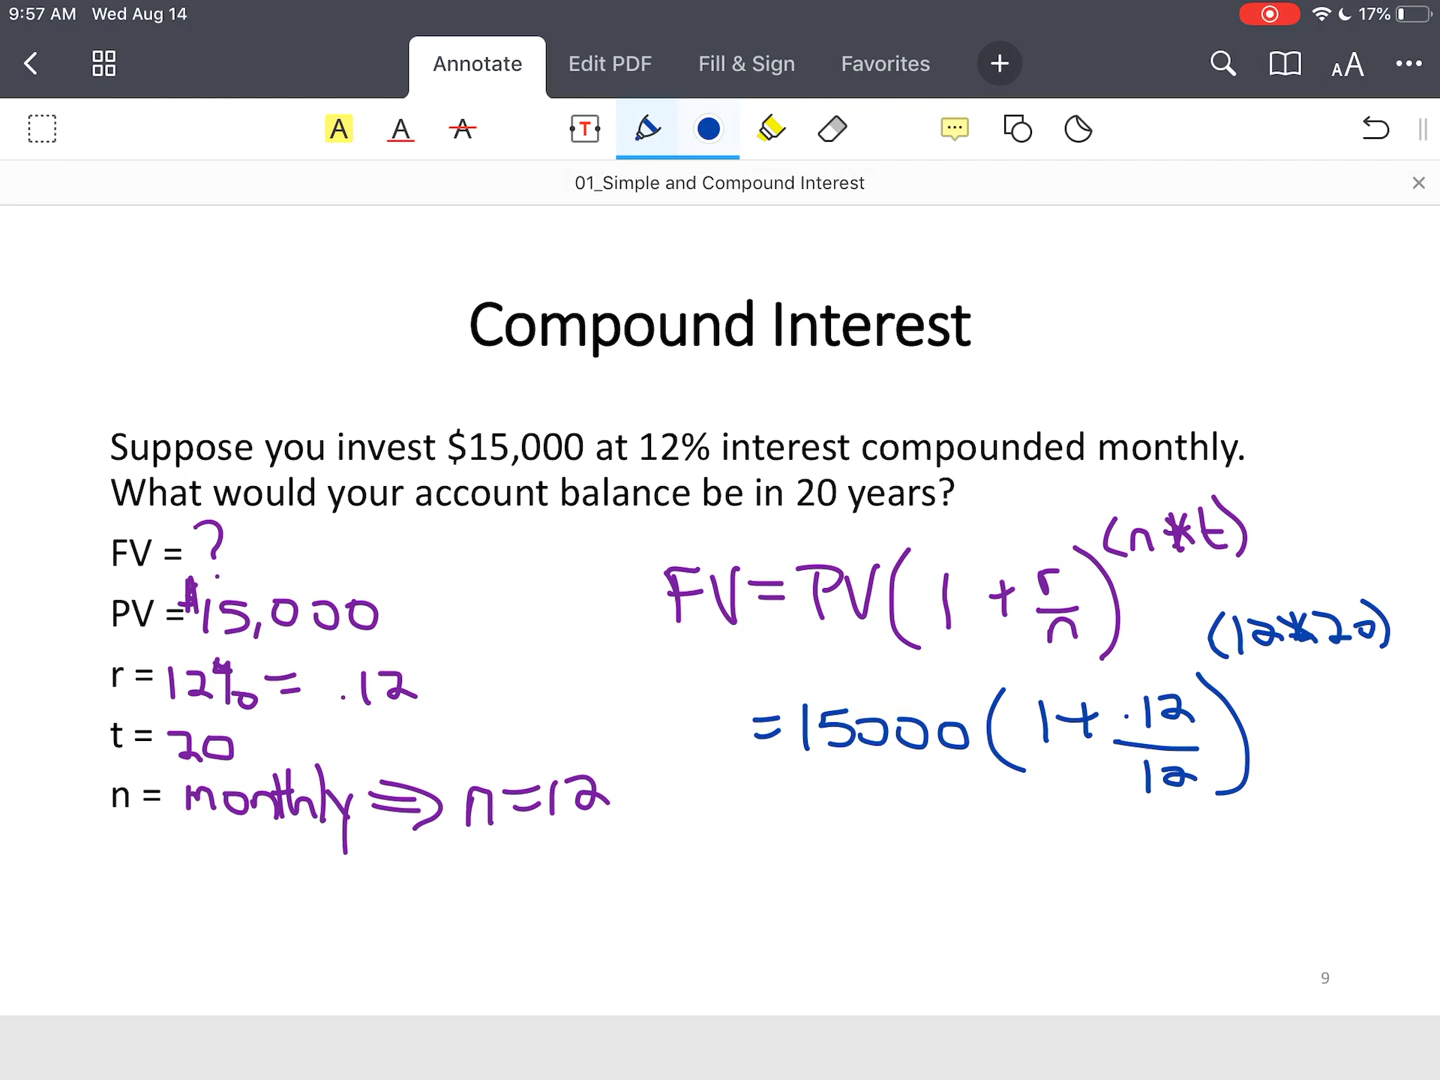 9:57 AM Wed Aug 14 17%
Annotate Edit PDF Fill & Sign Favorites
A A A T
01_Simple and Compound Interest
Compound Interest
Suppose you invest $15,000 at 12% interest compounded monthly.
What would your account balance be in 20 years?
FV = ?
PV = $15,000
r = 12% = .12
t = 20
n = monthly ⇒ n=12
FV = PV(1 + r/n)^(n*t)
= 15000(1 + .12/12)^(12*20)
9